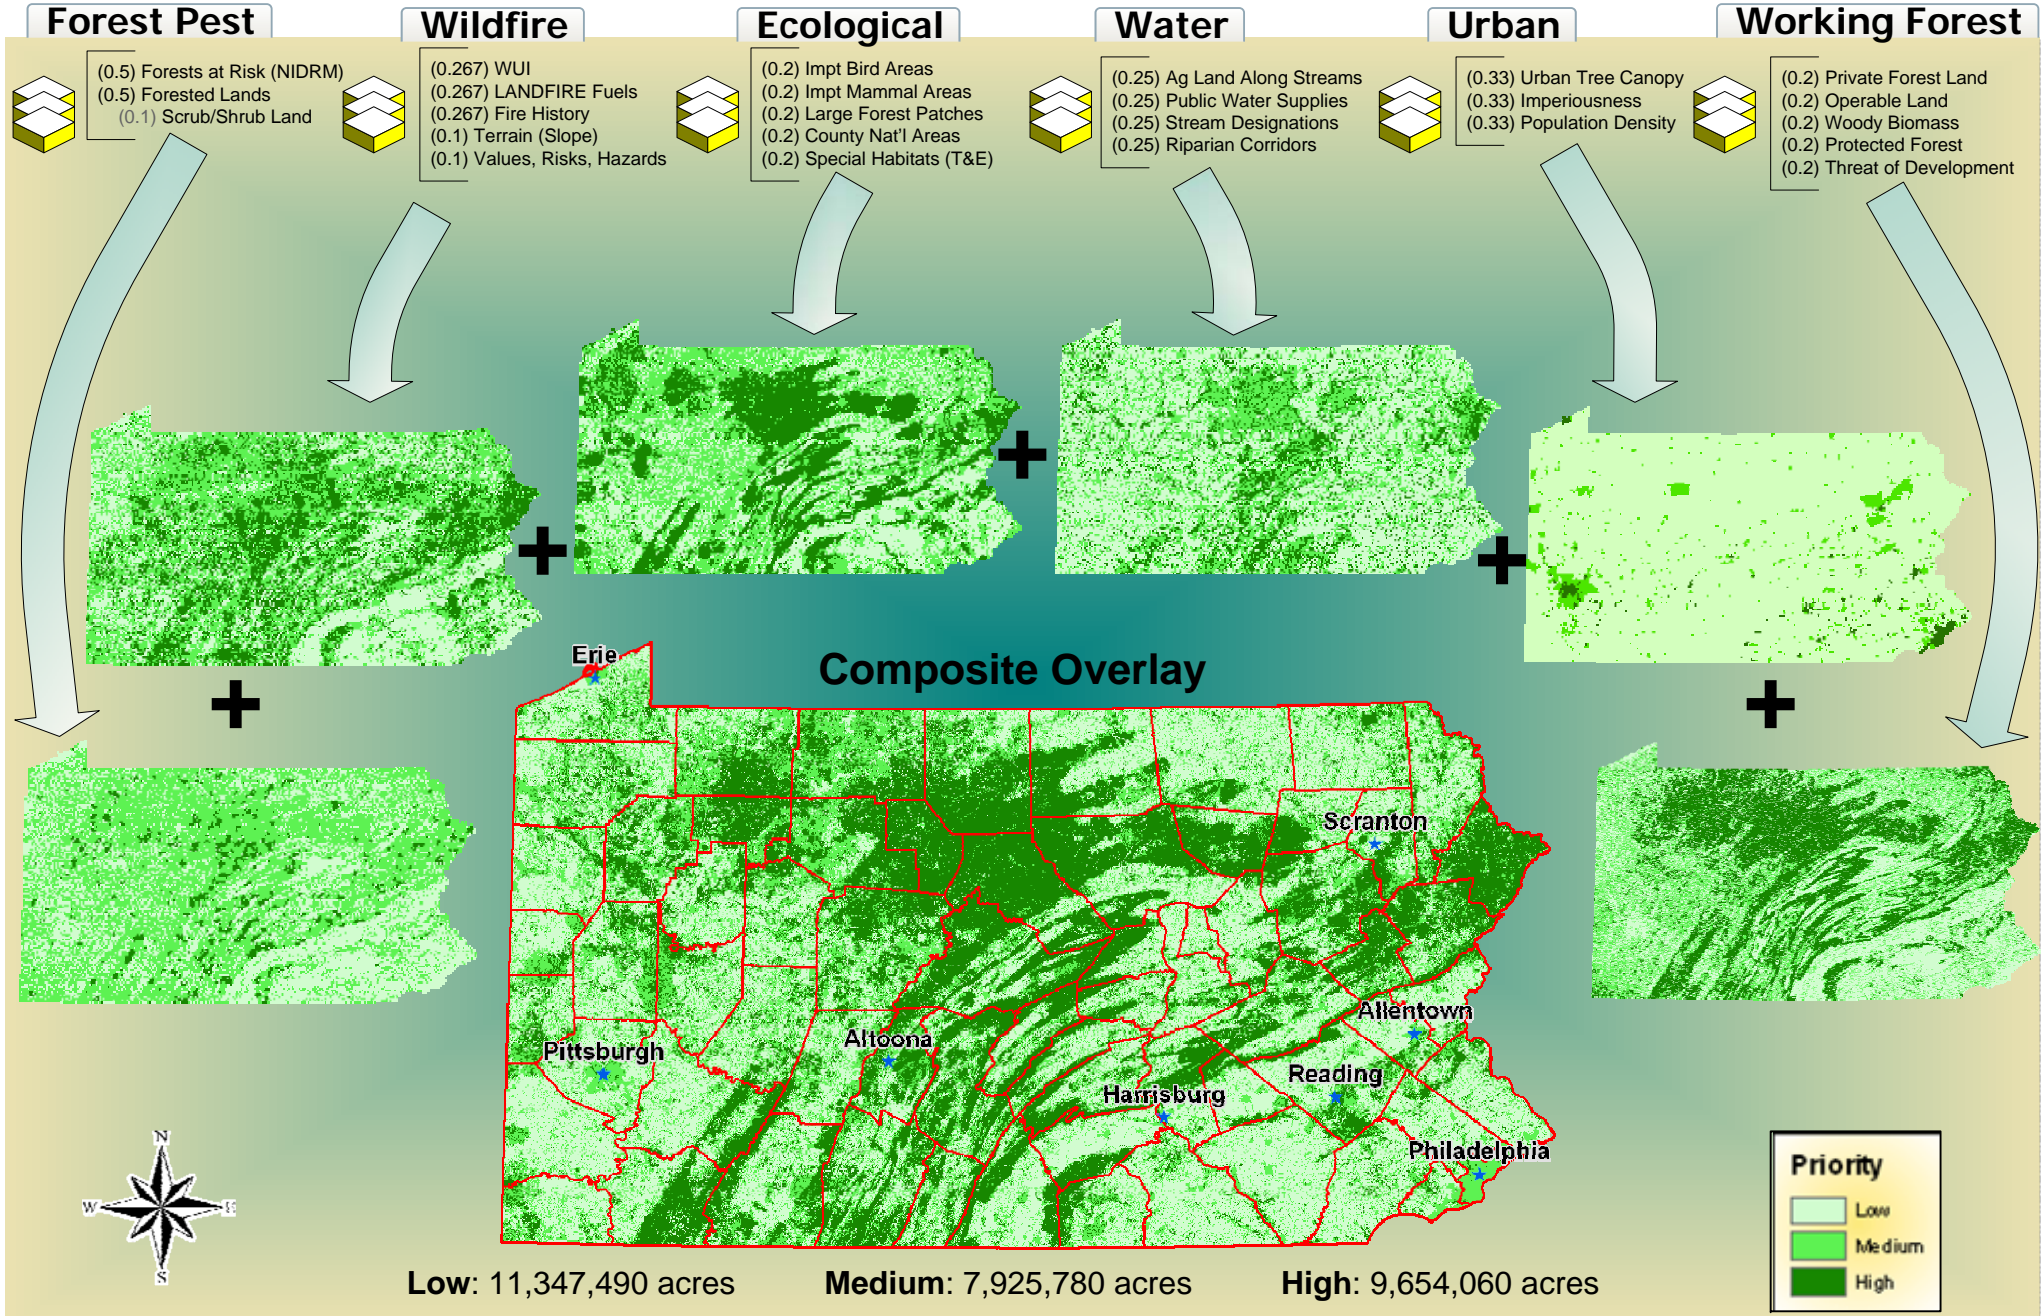 Forest Pest
(0.5) Forests at Risk (NIDRM)
(0.5) Forested Lands
(0.1) Scrub/Shrub Land
Wildfire
(0.267) WUI
(0.267) LANDFIRE Fuels
(0.267) Fire History
(0.1) Terrain (Slope)
(0.1) Values, Risks, Hazards
Ecological
(0.2) Impt Bird Areas
(0.2) Impt Mammal Areas
(0.2) Large Forest Patches
(0.2) County Nat'l Areas
(0.2) Special Habitats (T&E)
Water
(0.25) Ag Land Along Streams
(0.25) Public Water Supplies
(0.25) Stream Designations
(0.25) Riparian Corridors
Urban
(0.33) Urban Tree Canopy
(0.33) Imperiousness
(0.33) Population Density
Working Forest
(0.2) Private Forest Land
(0.2) Operable Land
(0.2) Woody Biomass
(0.2) Protected Forest
(0.2) Threat of Development
+
+
+
+
+
Composite Overlay
Erie
Scranton
Allentown
Altoona
Pittsburgh
Reading
Harrisburg
Philadelphia
N
W
E
S
Priority
Low
Medium
High
Low: 11,347,490 acres
Medium: 7,925,780 acres
High: 9,654,060 acres